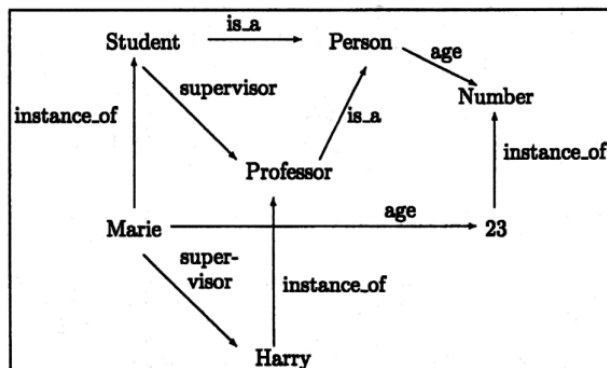 is_a
Student
Person
age
supervisor
Number
instance_of
is_a
instance_of
Professor
age
Marie
23
super-
visor
instance_of
Harry